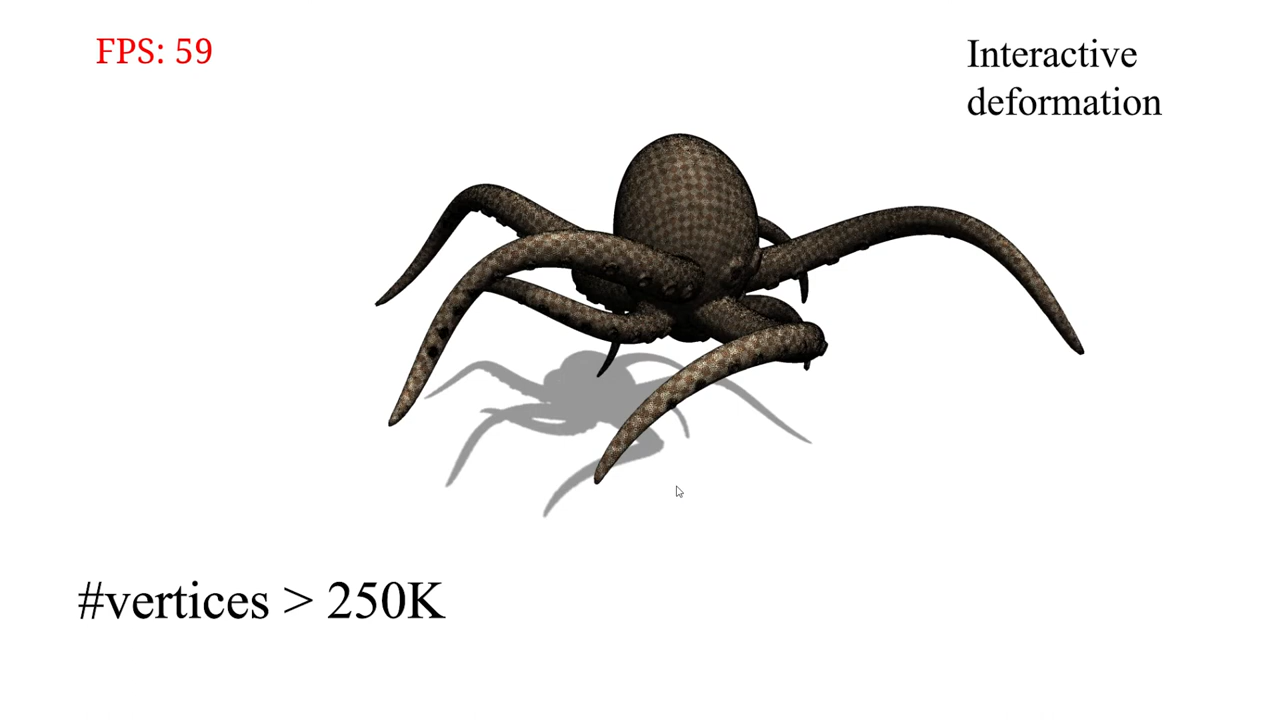 FPS: 59
Interactive
deformation
#vertices > 250K